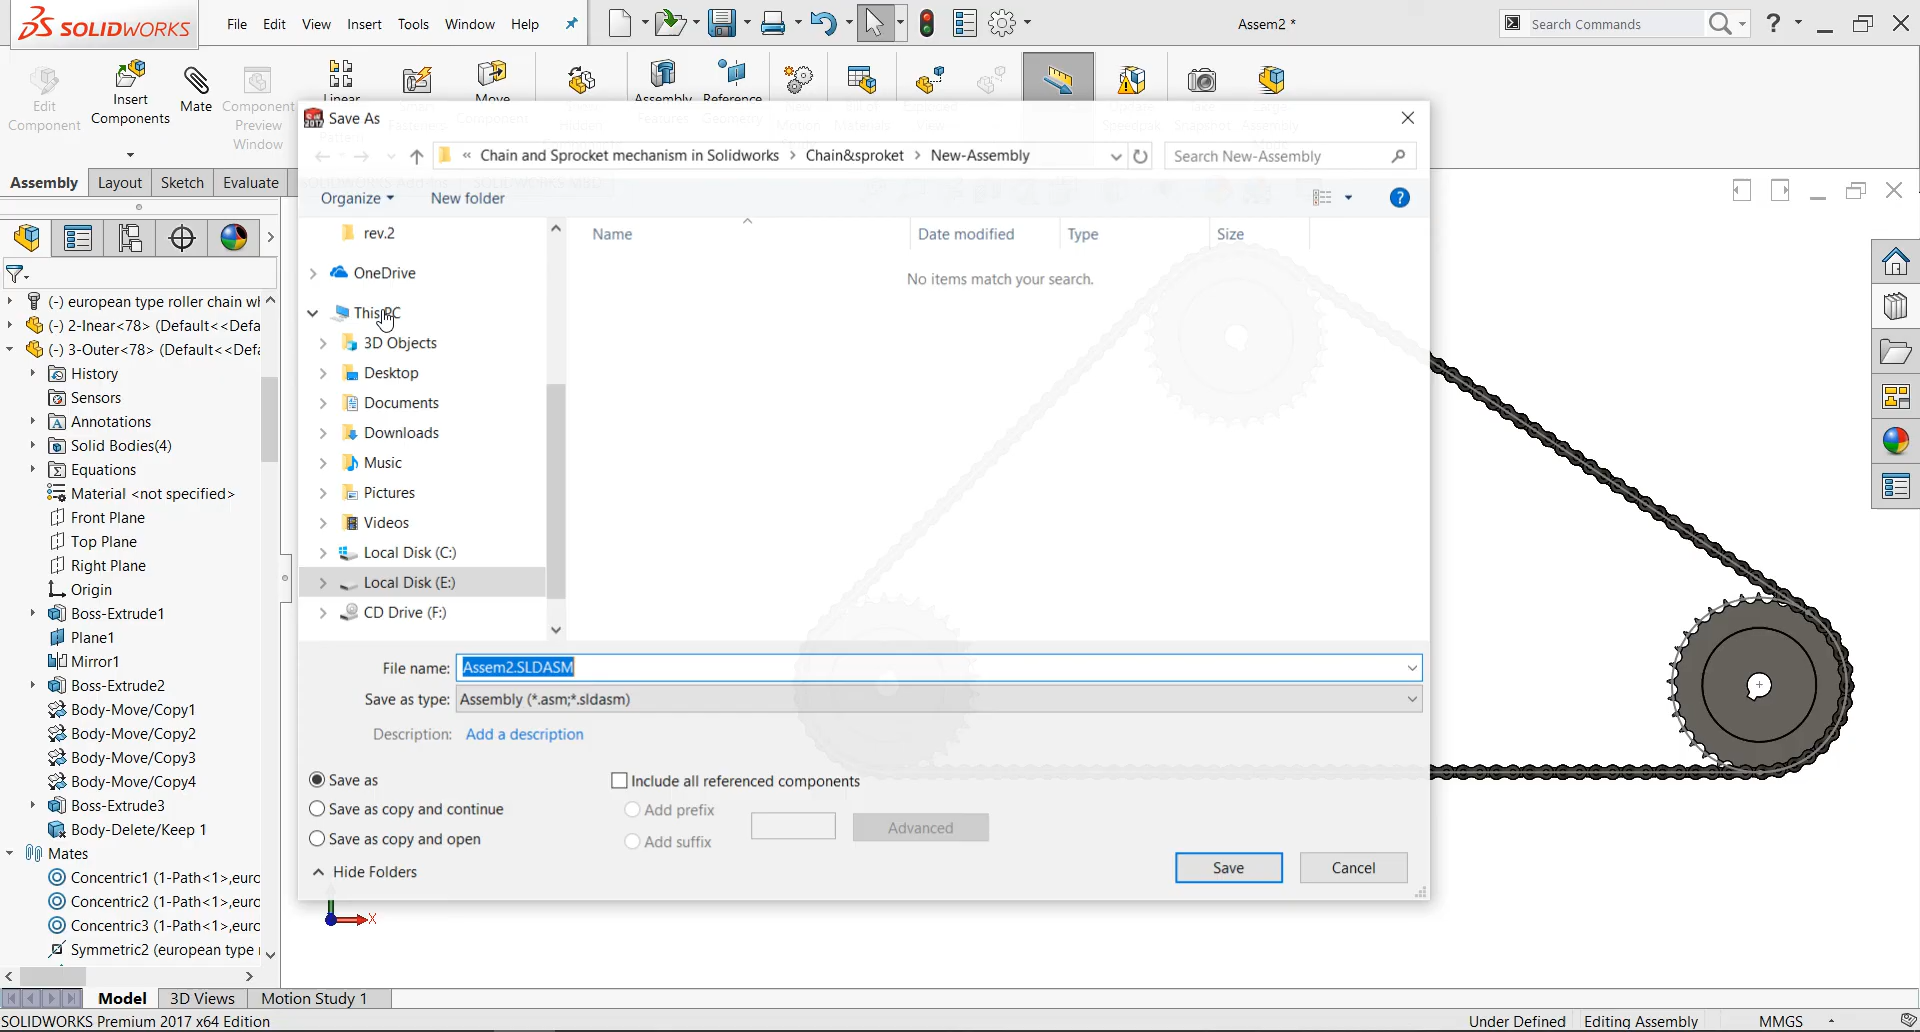 SOLIDWORKS
File Edit View Insert Tools Window Help
Assem2 *
Search Commands
Edit Component
Insert Components
Mate
Component Preview Window
Linear
Move
Assembly
Reference
Assembly Layout Sketch Evaluate
Save As
« Chain and Sprocket mechanism in Solidworks > Chain&sproket > New-Assembly
Search New-Assembly
Organize New folder
Name Date modified Type Size
No items match your search.
rev.2
OneDrive
This PC
3D Objects
Desktop
Documents
Downloads
Music
Pictures
Videos
Local Disk (C:)
Local Disk (E:)
CD Drive (F:)
File name: Assem2.SLDASM
Save as type: Assembly (*.asm;*.sldasm)
Description: Add a description
Save as
Save as copy and continue
Save as copy and open
Include all referenced components
Add prefix
Add suffix
Advanced
Hide Folders
Save
Cancel
(-) european type roller chain wh
(-) 2-Inear<78> (Default<<Defa
(-) 3-Outer<78> (Default<<Defa
History
Sensors
Annotations
Solid Bodies(4)
Equations
Material <not specified>
Front Plane
Top Plane
Right Plane
Origin
Boss-Extrude1
Plane1
Mirror1
Boss-Extrude2
Body-Move/Copy1
Body-Move/Copy2
Body-Move/Copy3
Body-Move/Copy4
Boss-Extrude3
Body-Delete/Keep 1
Mates
Concentric1 (1-Path<1>,euro
Concentric2 (1-Path<1>,euro
Concentric3 (1-Path<1>,euro
Symmetric2 (european type
X
Model 3D Views Motion Study 1
SOLIDWORKS Premium 2017 x64 Edition
Under Defined Editing Assembly MMGS